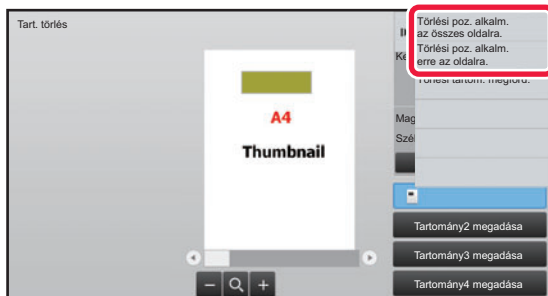 Tart. törlés
Törlési poz. alkalm.
az összes oldalra.
Törlési poz. alkalm.
erre az oldalra.
A4
Thumbnail
Tartomány2 megadása
Tartomány3 megadása
Tartomány4 megadása